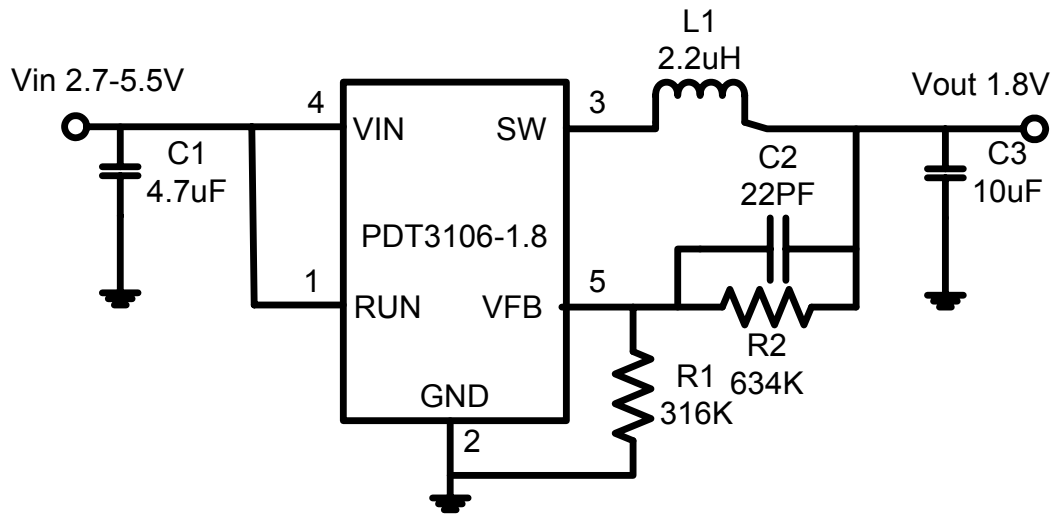 L1
2.2uH
Vin 2.7-5.5V
Vout 1.8V
4
3
VIN
SW
C1
4.7uF
C2
22PF
C3
10uF
PDT3106-1.8
1
5
RUN
VFB
R2
634K
R1
316K
GND
2